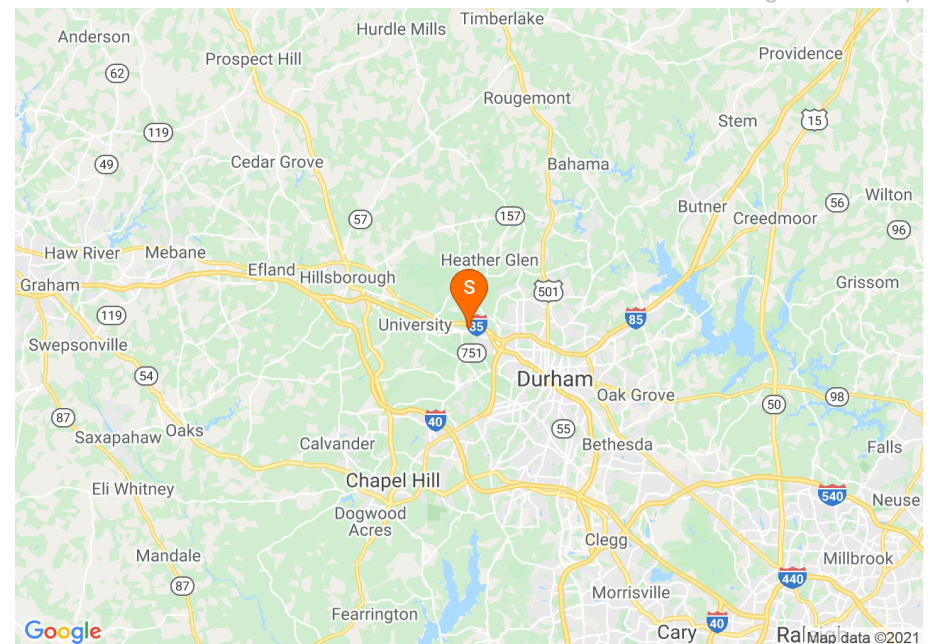 Timberlake
Hurdle Mills
Anderson
Prospect Hill
Providence
62
Rougemont
Stem
15
119
49
Cedar Grove
Bahama
Butner
Wilton
56
Creedmoor
57
157
96
Haw River
Mebane
Heather Glen
Efland
Hillsborough
Graham
S
501
Grissom
119
University
85
85
Swepsonville
751
54
Durham
Oak Grove
98
50
87
40
Saxapahaw
Oaks
55
Calvander
Bethesda
Falls
Chapel Hill
Eli Whitney
540
Neuse
Dogwood
Acres
Clegg
Mandale
Millbrook
440
87
Morrisville
Fearrington
40
Google
Cary
Map data ©2021